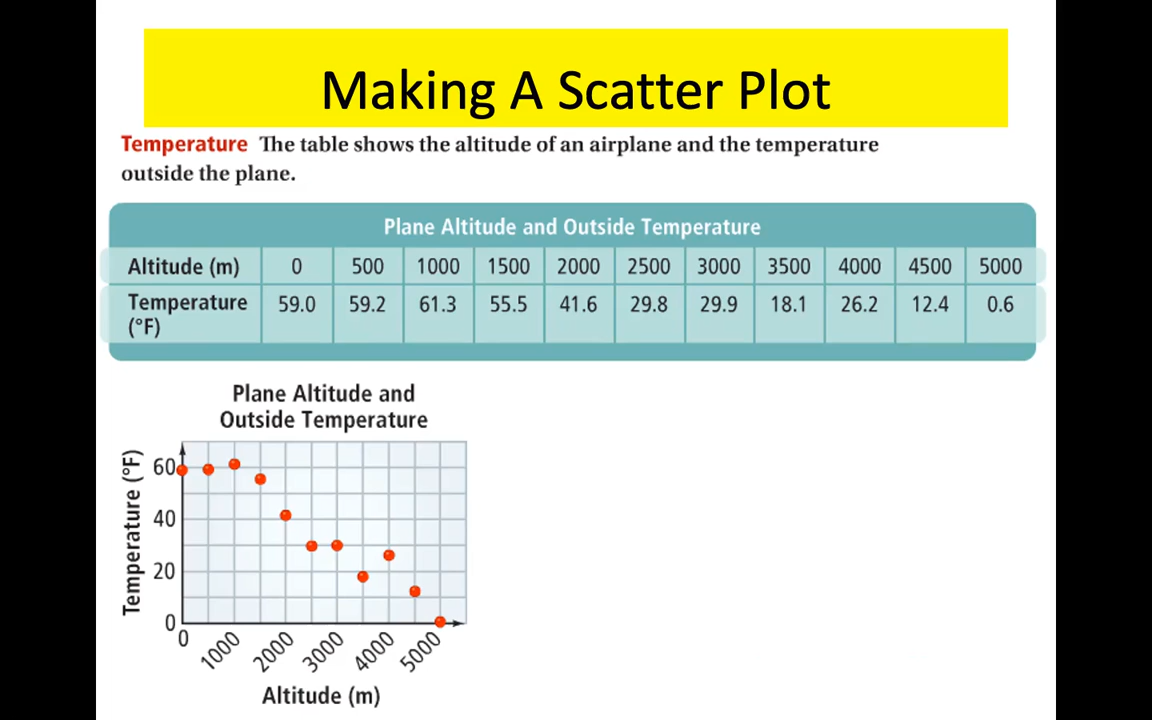 Making A Scatter Plot
Temperature The table shows the altitude of an airplane and the temperature
outside the plane.
Plane Altitude and Outside Temperature
Altitude (m) 0 500 1000 1500 2000 2500 3000 3500 4000 4500 5000
Temperature 59.0 59.2 61.3 55.5 41.6 29.8 29.9 18.1 26.2 12.4 0.6
(°F)
Plane Altitude and
Outside Temperature
Temperature (°F)
60
40
20
0
0 1000 2000 3000 4000 5000
Altitude (m)